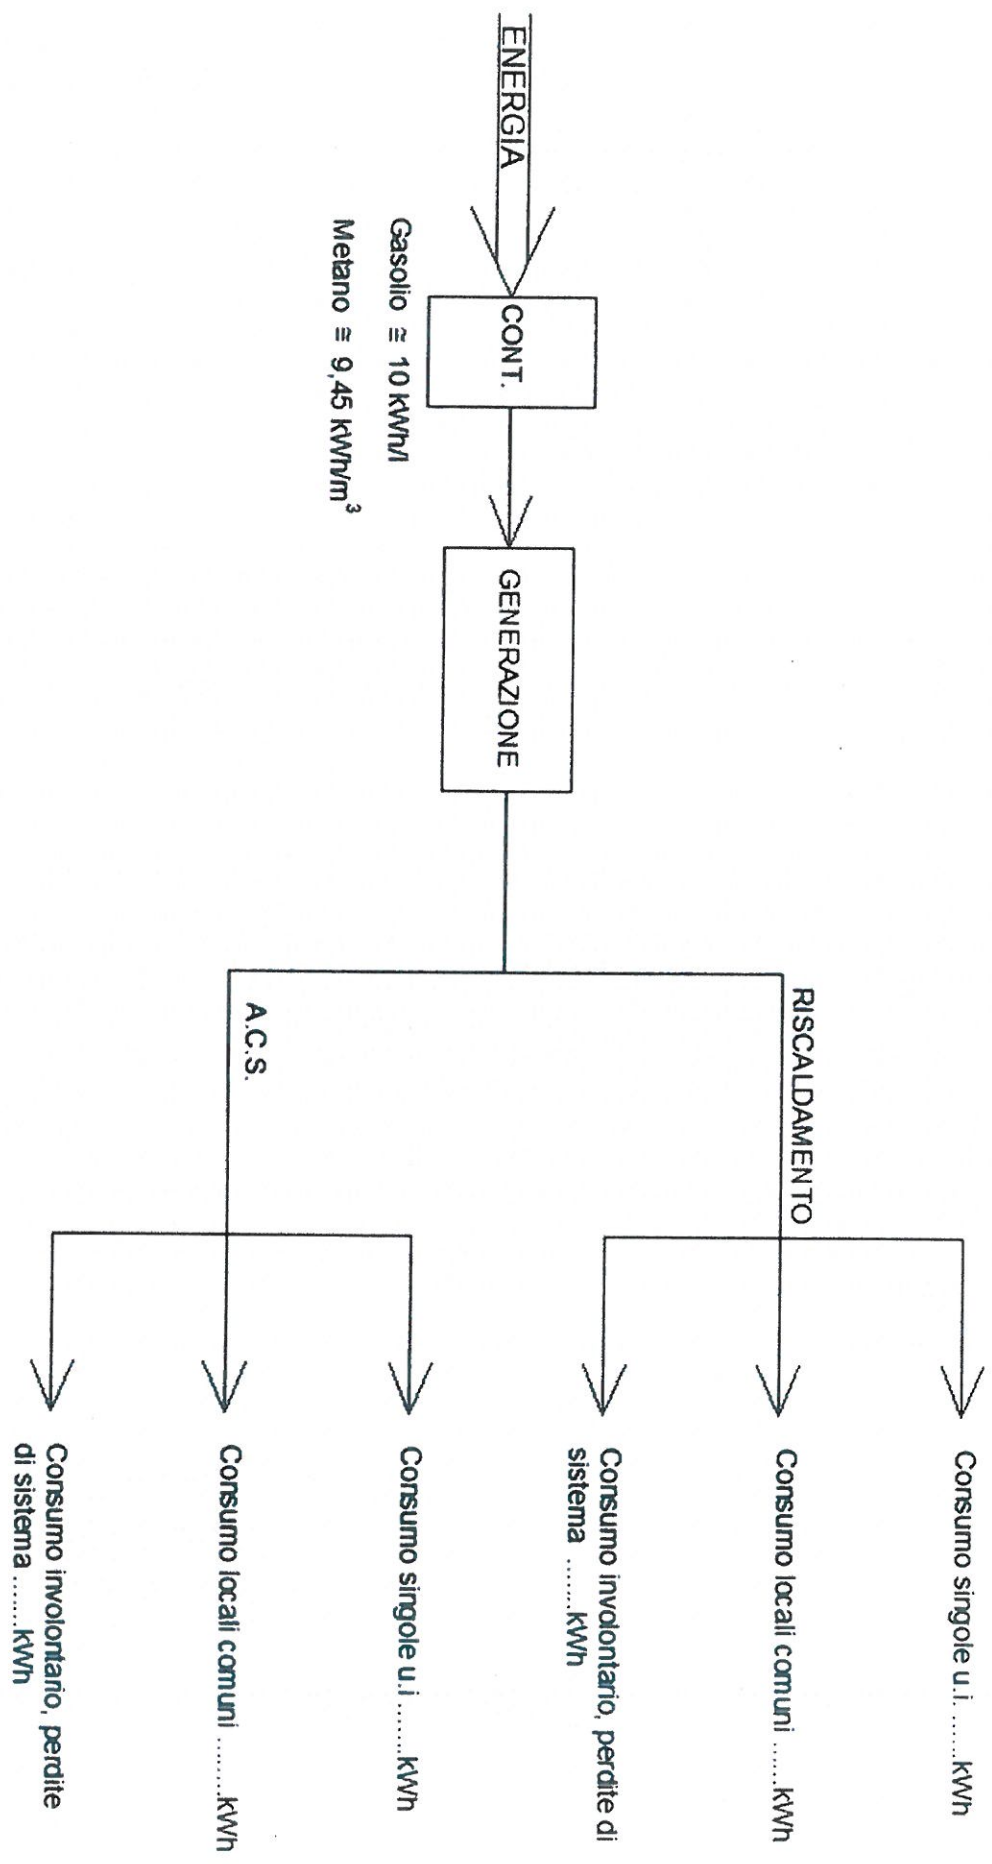 ENERGIA
CONT.
Gasolio ≅ 10 kWh/l
Metano ≅ 9,45 kWh/m³
GENERAZIONE
RISCALDAMENTO
Consumo singole u.i. .......kWh
Consumo locali comuni .......kWh
Consumo involontario, perdite di
sistema .......kWh
A.C.S.
Consumo singole u.i .......kWh
Consumo locali comuni ........kWh
Consumo involontario, perdite
di sistema .......kWh